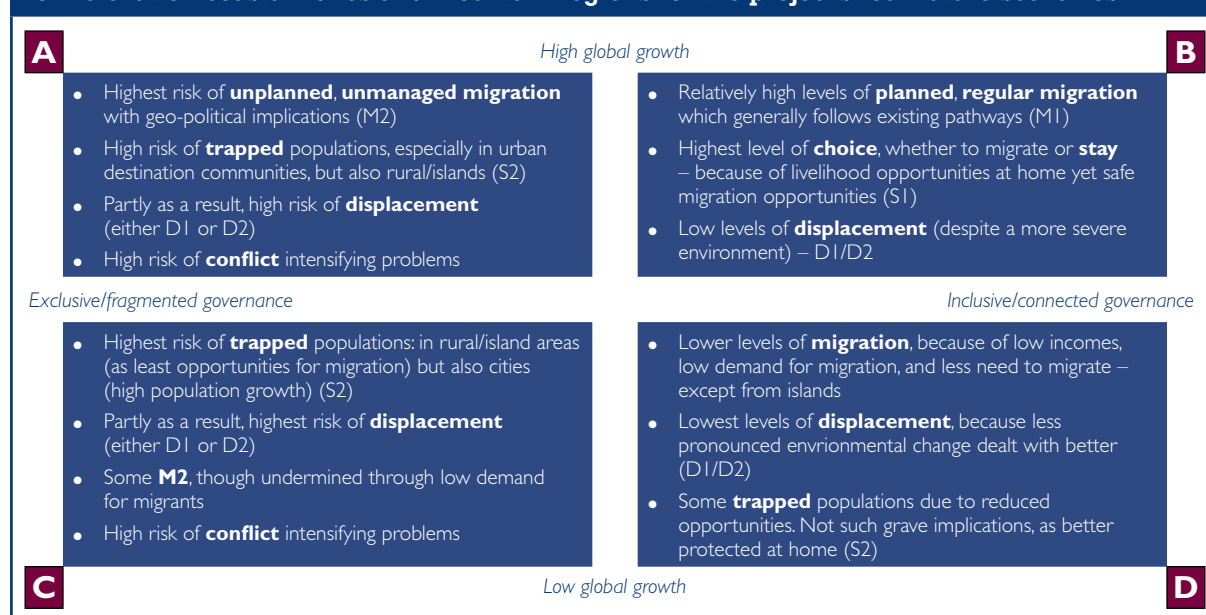 A
High global growth
B
• Highest risk of unplanned, unmanaged migration
with geo-political implications (M2)
• High risk of trapped populations, especially in urban
destination communities, but also rural/islands (S2)
• Partly as a result, high risk of displacement
(either D1 or D2)
• High risk of conflict intensifying problems
• Relatively high levels of planned, regular migration
which generally follows existing pathways (M1)
• Highest level of choice, whether to migrate or stay
– because of livelihood opportunities at home yet safe
migration opportunities (S1)
• Low levels of displacement (despite a more severe
environment) – D1/D2
Exclusive/fragmented governance
Inclusive/connected governance
• Highest risk of trapped populations: in rural/island areas
(as least opportunities for migration) but also cities
(high population growth) (S2)
• Partly as a result, highest risk of displacement
(either D1 or D2)
• Some M2, though undermined through low demand
for migrants
• High risk of conflict intensifying problems
• Lower levels of migration, because of low incomes,
low demand for migration, and less need to migrate –
except from islands
• Lowest levels of displacement, because less
pronounced envrionmental change dealt with better
(D1/D2)
• Some trapped populations due to reduced
opportunities. Not such grave implications, as better
protected at home (S2)
C
Low global growth
D